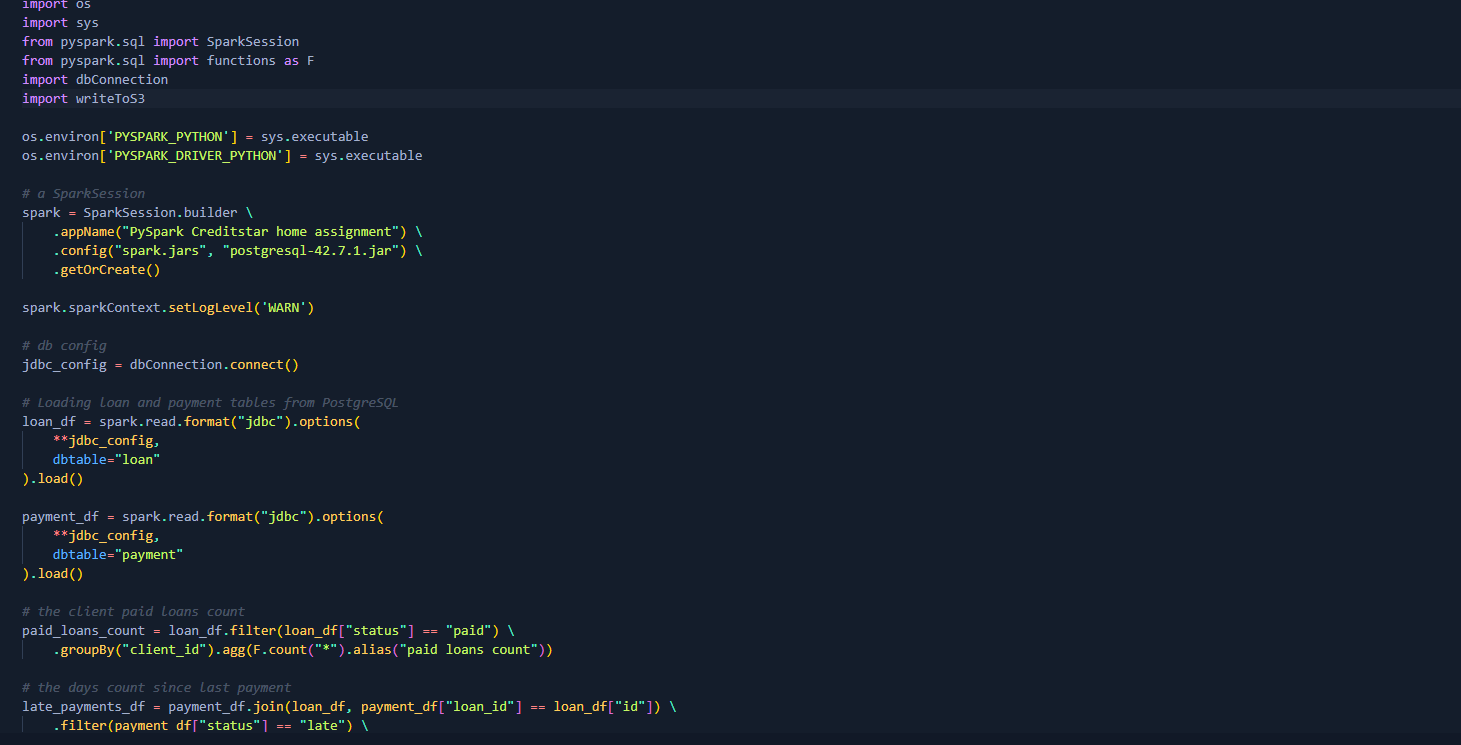 import os
import sys
from pyspark.sql import SparkSession
from pyspark.sql import functions as F
import dbConnection
import writeToS3
os.environ['PYSPARK_PYTHON'] = sys.executable
os.environ['PYSPARK_DRIVER_PYTHON'] = sys.executable
# a SparkSession
spark = SparkSession.builder \
    .appName("PySpark Creditstar home assignment") \
    .config("spark.jars", "postgresql-42.7.1.jar") \
    .getOrCreate()
spark.sparkContext.setLogLevel('WARN')
# db config
jdbc_config = dbConnection.connect()
# Loading loan and payment tables from PostgreSQL
loan_df = spark.read.format("jdbc").options(
    **jdbc_config,
    dbtable="loan"
).load()
payment_df = spark.read.format("jdbc").options(
    **jdbc_config,
    dbtable="payment"
).load()
# the client paid loans count
paid_loans_count = loan_df.filter(loan_df["status"] == "paid") \
    .groupBy("client_id").agg(F.count("*").alias("paid loans count"))
# the days count since last payment
late_payments_df = payment_df.join(loan_df, payment_df["loan_id"] == loan_df["id"]) \
    .filter(payment_df["status"] == "late") \